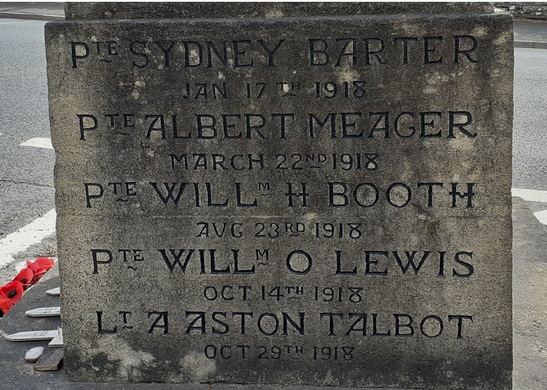 PTE SYDNEY BARTER
JAN 17TH 1918
PTE ALBERT MEAGER
MARCH 22ND 1918
PTE WILLM H BOOTH
AUG 23RD 1918
PTE WILLM O LEWIS
OCT 14TH 1918
LT A ASTON TALBOT
OCT 29TH 1918